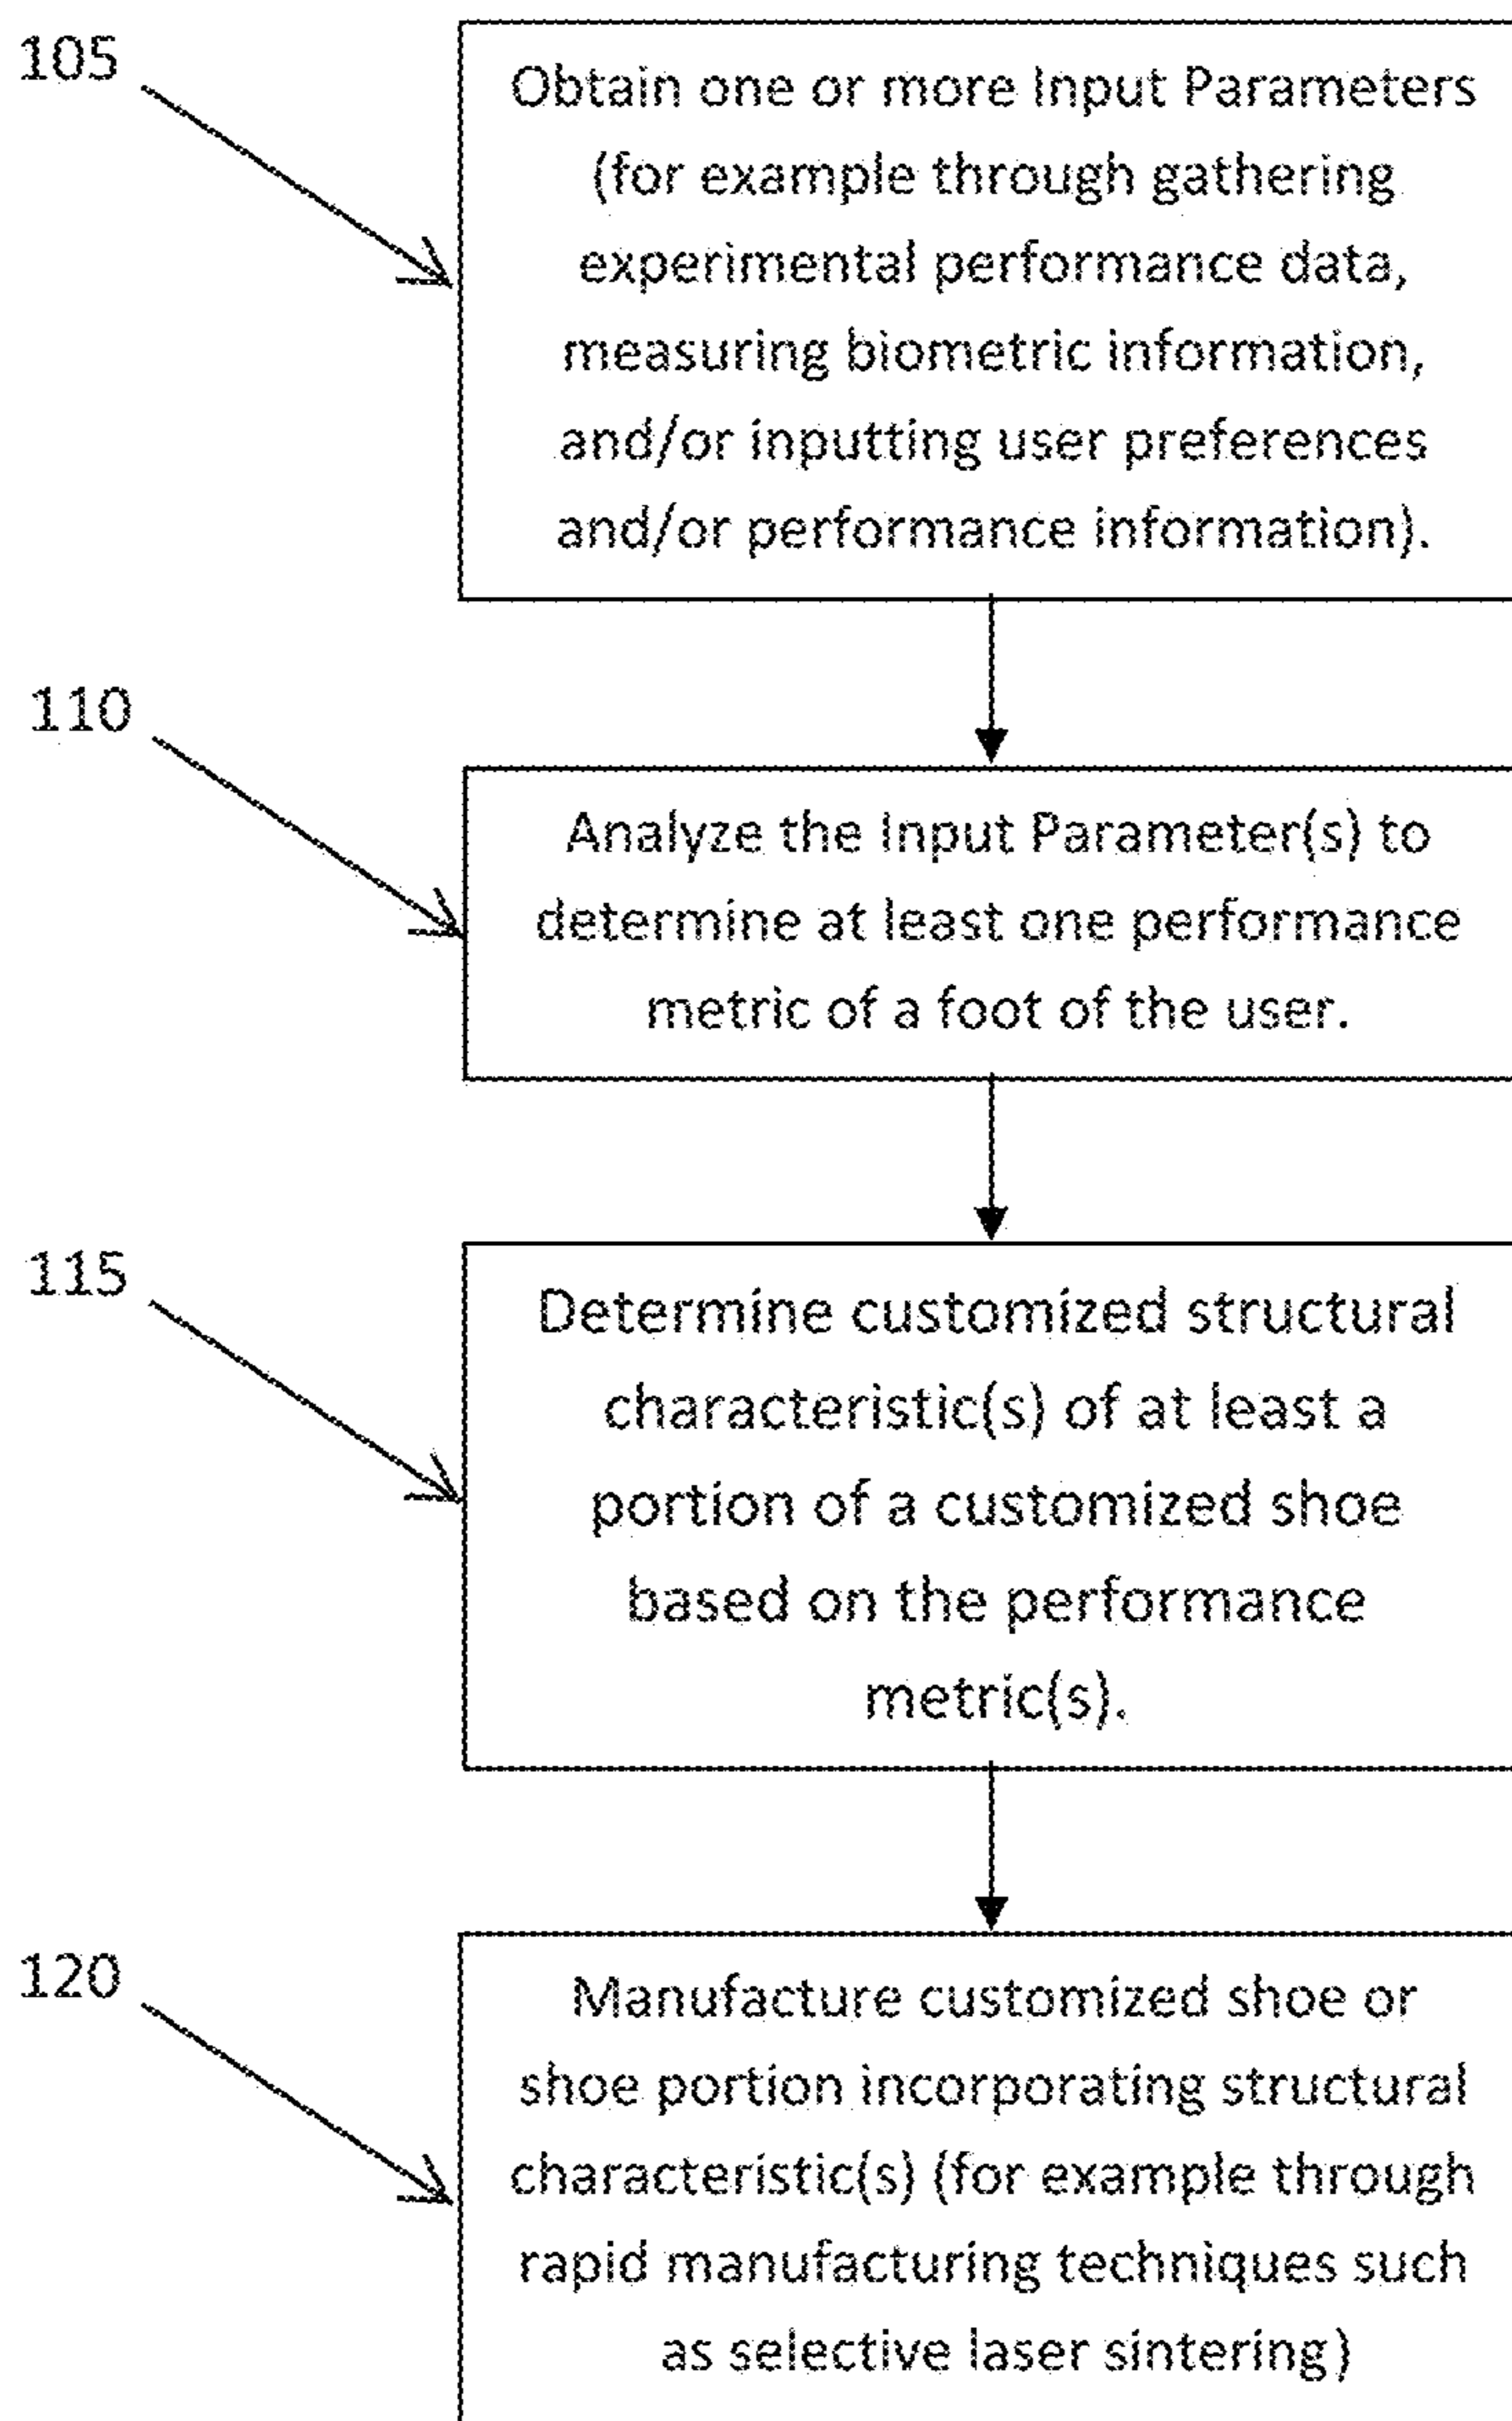 105
Obtain one or more Input Parameters
(for example through gathering
experimental performance data,
measuring biometric information,
and/or inputting user preferences
and/or performance information).
110
Analyze the Input Parameter(s) to
determine at least one performance
metric of a foot of the user.
115
Determine customized structural
characteristic(s) of at least a
portion of a customized shoe
based on the performance
metric(s).
120
Manufacture customized shoe or
shoe portion incorporating structural
characteristic(s) (for example through
rapid manufacturing techniques such
as selective laser sintering)